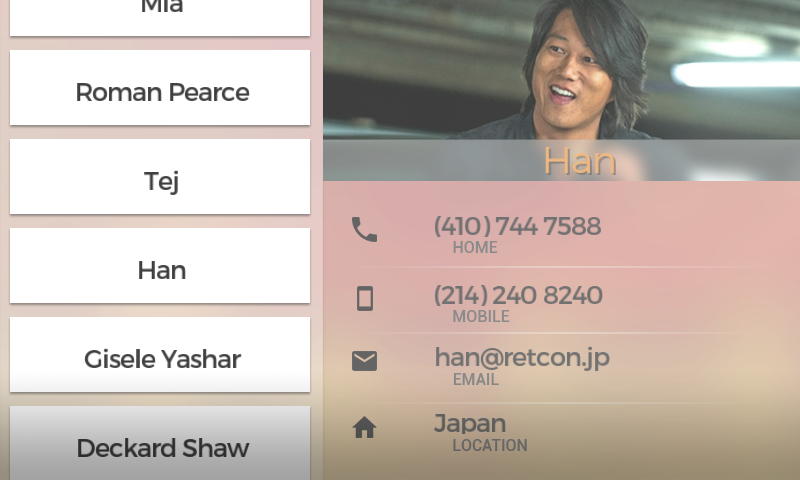 Mia
Roman Pearce
Tej
Han
Gisele Yashar
Deckard Shaw
Han
(410) 744 7588
HOME
(214) 240 8240
MOBILE
han@retcon.jp
EMAIL
Japan
LOCATION